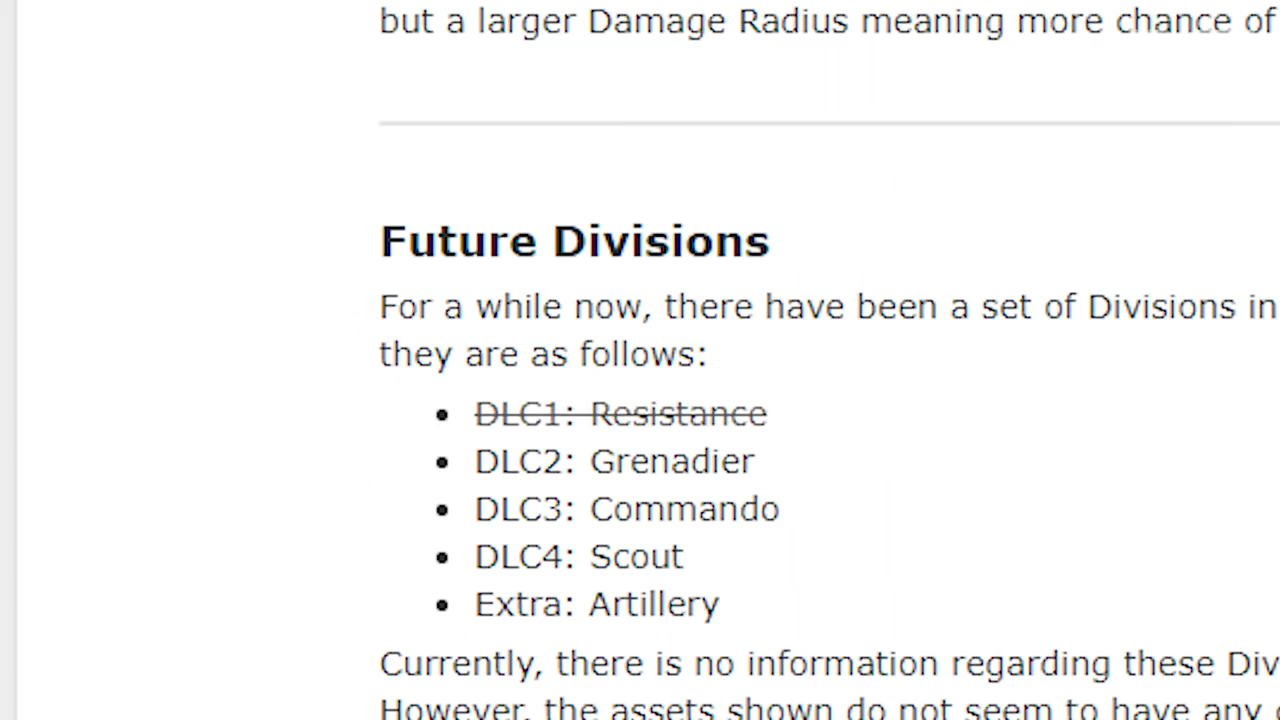 but a larger Damage Radius meaning more chance of
Future Divisions
For a while now, there have been a set of Divisions in
they are as follows:
DLC1: Resistance
DLC2: Grenadier
DLC3: Commando
DLC4: Scout
Extra: Artillery
Currently, there is no information regarding these Div
However, the assets shown do not seem to have any